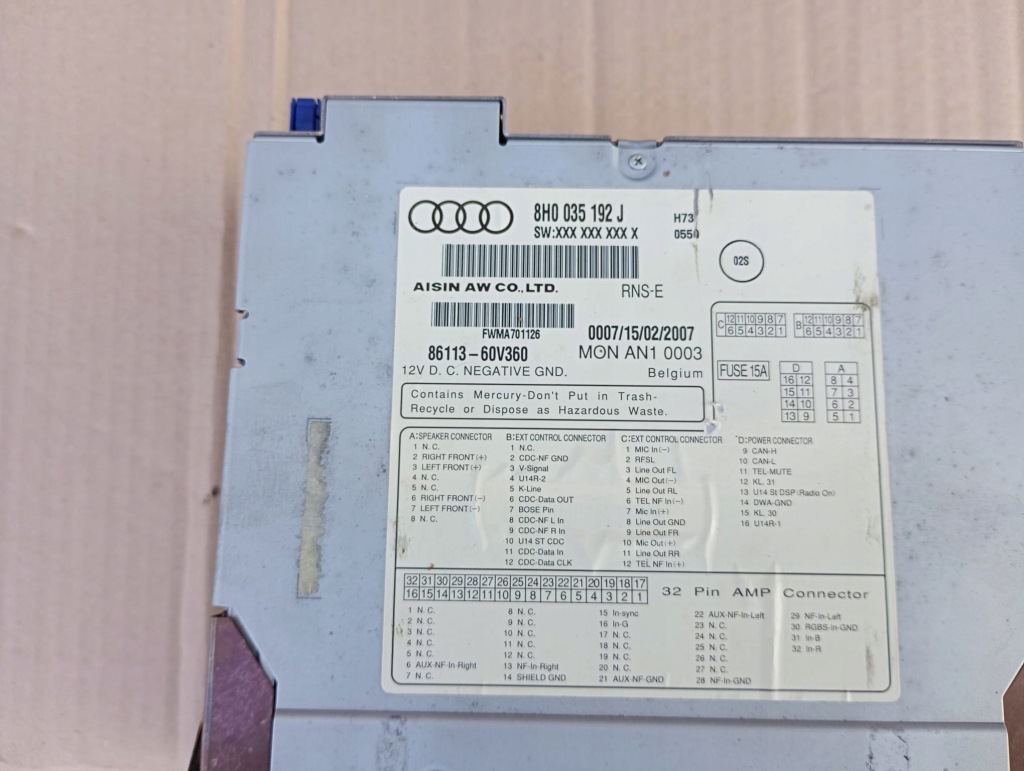 8H0 035 192 J
H73
SW:XXX XXX XXX X
0550
02S
AISIN AW CO.,LTD.
RNS-E
FWMA701126
0007/15/02/2007
86113-60V360
MON AN1 0003
12V D. C. NEGATIVE GND.
Belgium
Contains Mercury-Don't Put in Trash-
Recycle or Dispose as Hazardous Waste.
C 12 11 10 9 8 7
6 5 4 3 2 1
B 12 11 10 9 8 7
6 5 4 3 2 1
FUSE 15A
D
16 12
15 11
14 10
13 9
A
8 4
7 3
6 2
5 1
A:SPEAKER CONNECTOR
1 N. C.
2 RIGHT FRONT(+)
3 LEFT FRONT(+)
4 N. C.
5 N. C.
6 RIGHT FRONT(-)
7 LEFT FRONT(-)
8 N. C.
B:EXT CONTROL CONNECTOR
1 N.C.
2 CDC-NF GND
3 V-Signal
4 U14R-2
5 K-Line
6 CDC-Data OUT
7 BOSE Pin
8 CDC-NF L In
9 CDC-NF R In
10 U14 ST CDC
11 CDC-Data In
12 CDC-Data CLK
C:EXT CONTROL CONNECTOR
1 MIC In(-)
2 RFSL
3 Line Out FL
4 MIC Out(-)
5 Line Out RL
6 TEL NF In(-)
7 Mic In(+)
8 Line Out GND
9 Line Out FR
10 Mic Out(+)
11 Line Out RR
12 TEL NF In(+)
D:POWER CONNECTOR
9 CAN-H
10 CAN-L
11 TEL-MUTE
12 KL. 31
13 U14 St DSP (Radio On)
14 DWA-GND
15 KL. 30
16 U14R-1
32 31 30 29 28 27 26 25 24 23 22 21 20 19 18 17
16 15 14 13 12 11 10 9 8 7 6 5 4 3 2 1
32 Pin AMP Connector
1 N. C.
2 N. C.
3 N. C.
4 N. C.
5 N. C.
6 AUX-NF-In-Right
7 N. C.
8 N. C.
9 N. C.
10 N. C.
11 N. C.
12 N. C.
13 NF-In-Right
14 SHIELD GND
15 In-sync
16 In-G
17 N. C.
18 N. C.
19 N. C.
20 N. C.
21 AUX-NF-GND
22 AUX-NF-In-Left
23 N. C.
24 N. C.
25 N. C.
26 N. C.
27 N. C.
28 NF-In-GND
29 NF-In-Left
30 RGBS-In-GND
31 In-B
32 In-R